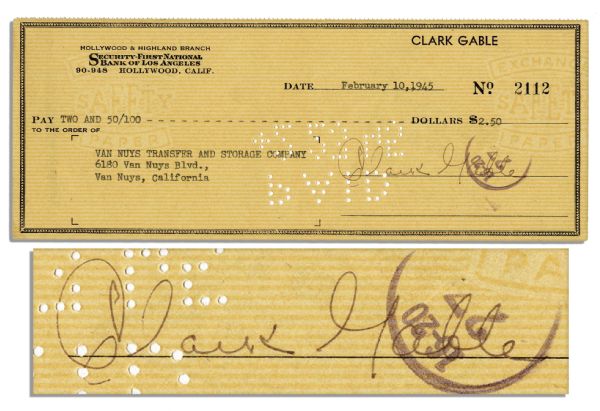 CLARK GABLE
HOLLYWOOD & HIGHLAND BRANCH
SECURITY-FIRST NATIONAL
BANK OF LOS ANGELES
90-948 HOLLYWOOD, CALIF.
DATE February 10,1945 Nº 2112
PAY TWO AND 50/100 - - - - - - - - - - - - - - - - - - - - - - - - - - - - DOLLARS $2.50
TO THE ORDER OF
VAN NUYS TRANSFER AND STORAGE COMPANY
6180 Van Nuys Blvd.,
Van Nuys, California
Clark Gable
PAID
Clark Gable